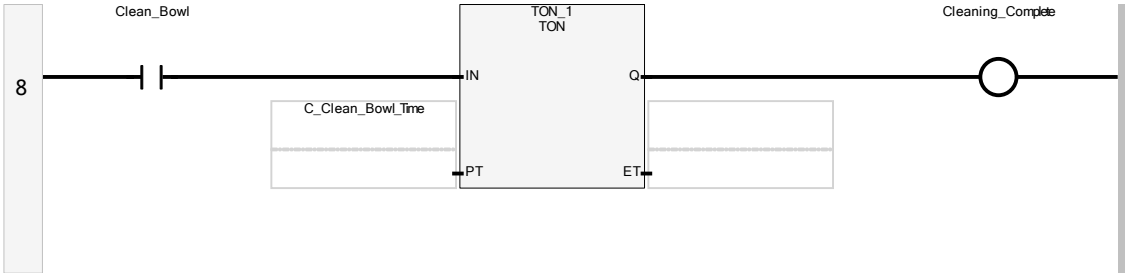 Clean_Bowl
TON_1
TON
Cleaning_Complete
8
IN
Q
C_Clean_Bowl_Time
PT
ET